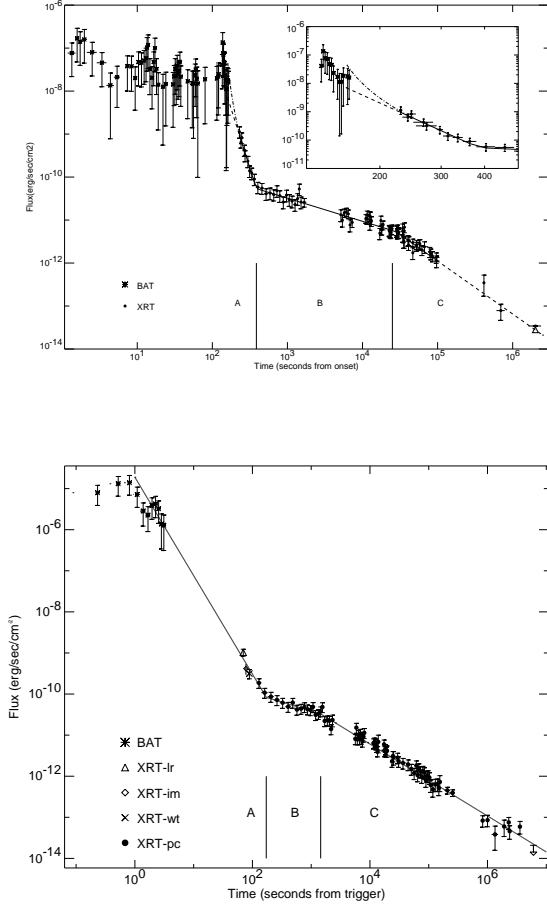 10^-6
10^-8
10^-10
10^-12
10^-14
Flux(erg/sec/cm2)
10^-6
10^-7
10^-8
10^-9
10^-10
10^-11
200
300
400
BAT
XRT
A
B
C
10^1
10^2
10^3
10^4
10^5
10^6
Time (seconds from onset)
10^-6
10^-8
10^-10
10^-12
10^-14
Flux (erg/sec/cm^-2)
BAT
XRT-lr
XRT-im
XRT-wt
XRT-pc
A
B
C
10^0
10^2
10^4
10^6
Time (seconds from trigger)